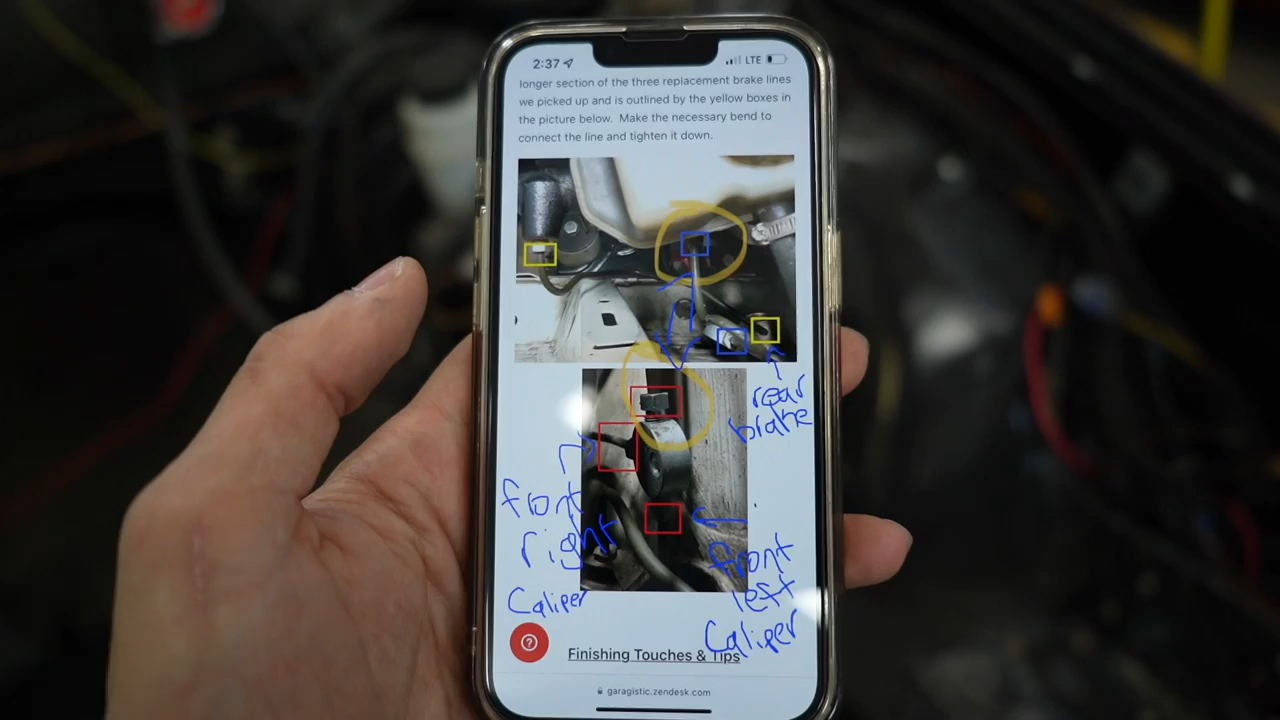 2:37 LTE
longer section of the three replacement brake lines
we picked up and is outlined by the yellow boxes in
the picture below. Make the necessary bend to
connect the line and tighten it down.
rear
brake
front
right
Caliper
front
left
Caliper
Finishing Touches & Tips
garagistic.zendesk.com